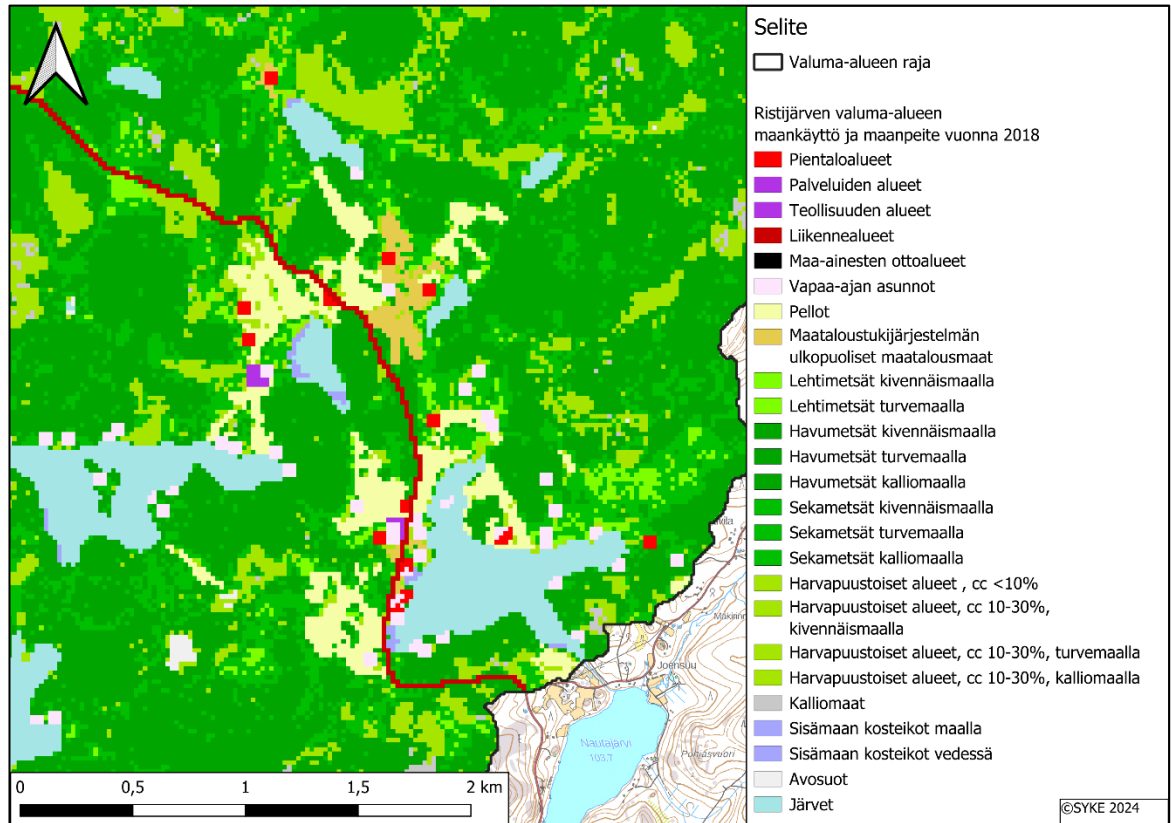 Selite
Valuma-alueen raja
Ristijärven valuma-alueen
maankäyttö ja maanpeite vuonna 2018
Pientaloalueet
Palveluiden alueet
Teollisuuden alueet
Liikennealueet
Maa-ainesten ottoalueet
Vapaa-ajan asunnot
Pellot
Maataloustukijärjestelmän
ulkopuoliset maatalousmaat
Lehtimetsät kivennäismaalla
Lehtimetsät turvemaalla
Havumetsät kivennäismaalla
Havumetsät turvemaalla
Havumetsät kalliomaalla
Sekametsät kivennäismaalla
Sekametsät turvemaalla
Sekametsät kalliomaalla
Harvapuustoiset alueet , cc <10%
Harvapuustoiset alueet, cc 10-30%,
kivennäismaalla
Harvapuustoiset alueet, cc 10-30%, turvemaalla
Harvapuustoiset alueet, cc 10-30%, kalliomaalla
Kalliomaat
Sisämaan kosteikot maalla
Sisämaan kosteikot vedessä
Avosuot
Järvet
©SYKE 2024
Joensuu
Nautajärvi
103.7
Pohjasvuori
0 0,5 1 1,5 2 km